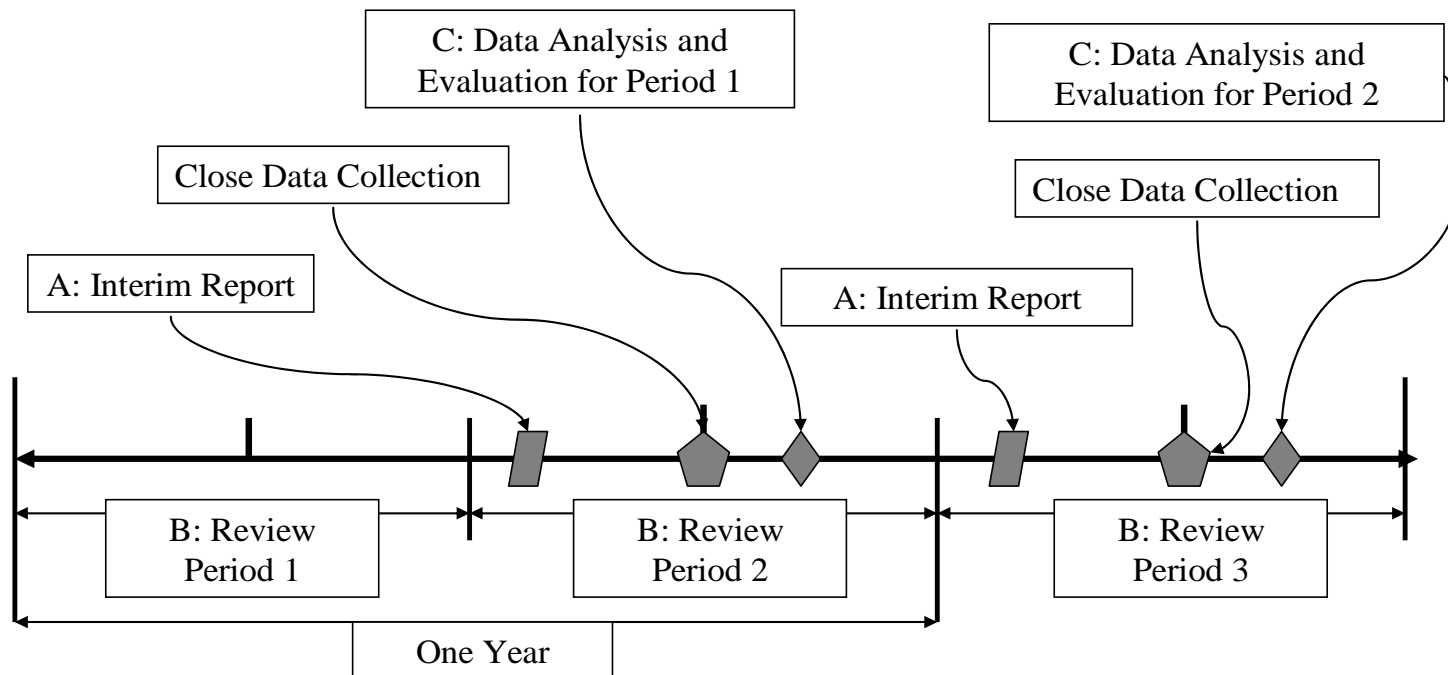 C: Data Analysis and
Evaluation for Period 1
C: Data Analysis and
Evaluation for Period 2
Close Data Collection
Close Data Collection
A: Interim Report
A: Interim Report
B: Review
Period 1
B: Review
Period 2
B: Review
Period 3
One Year